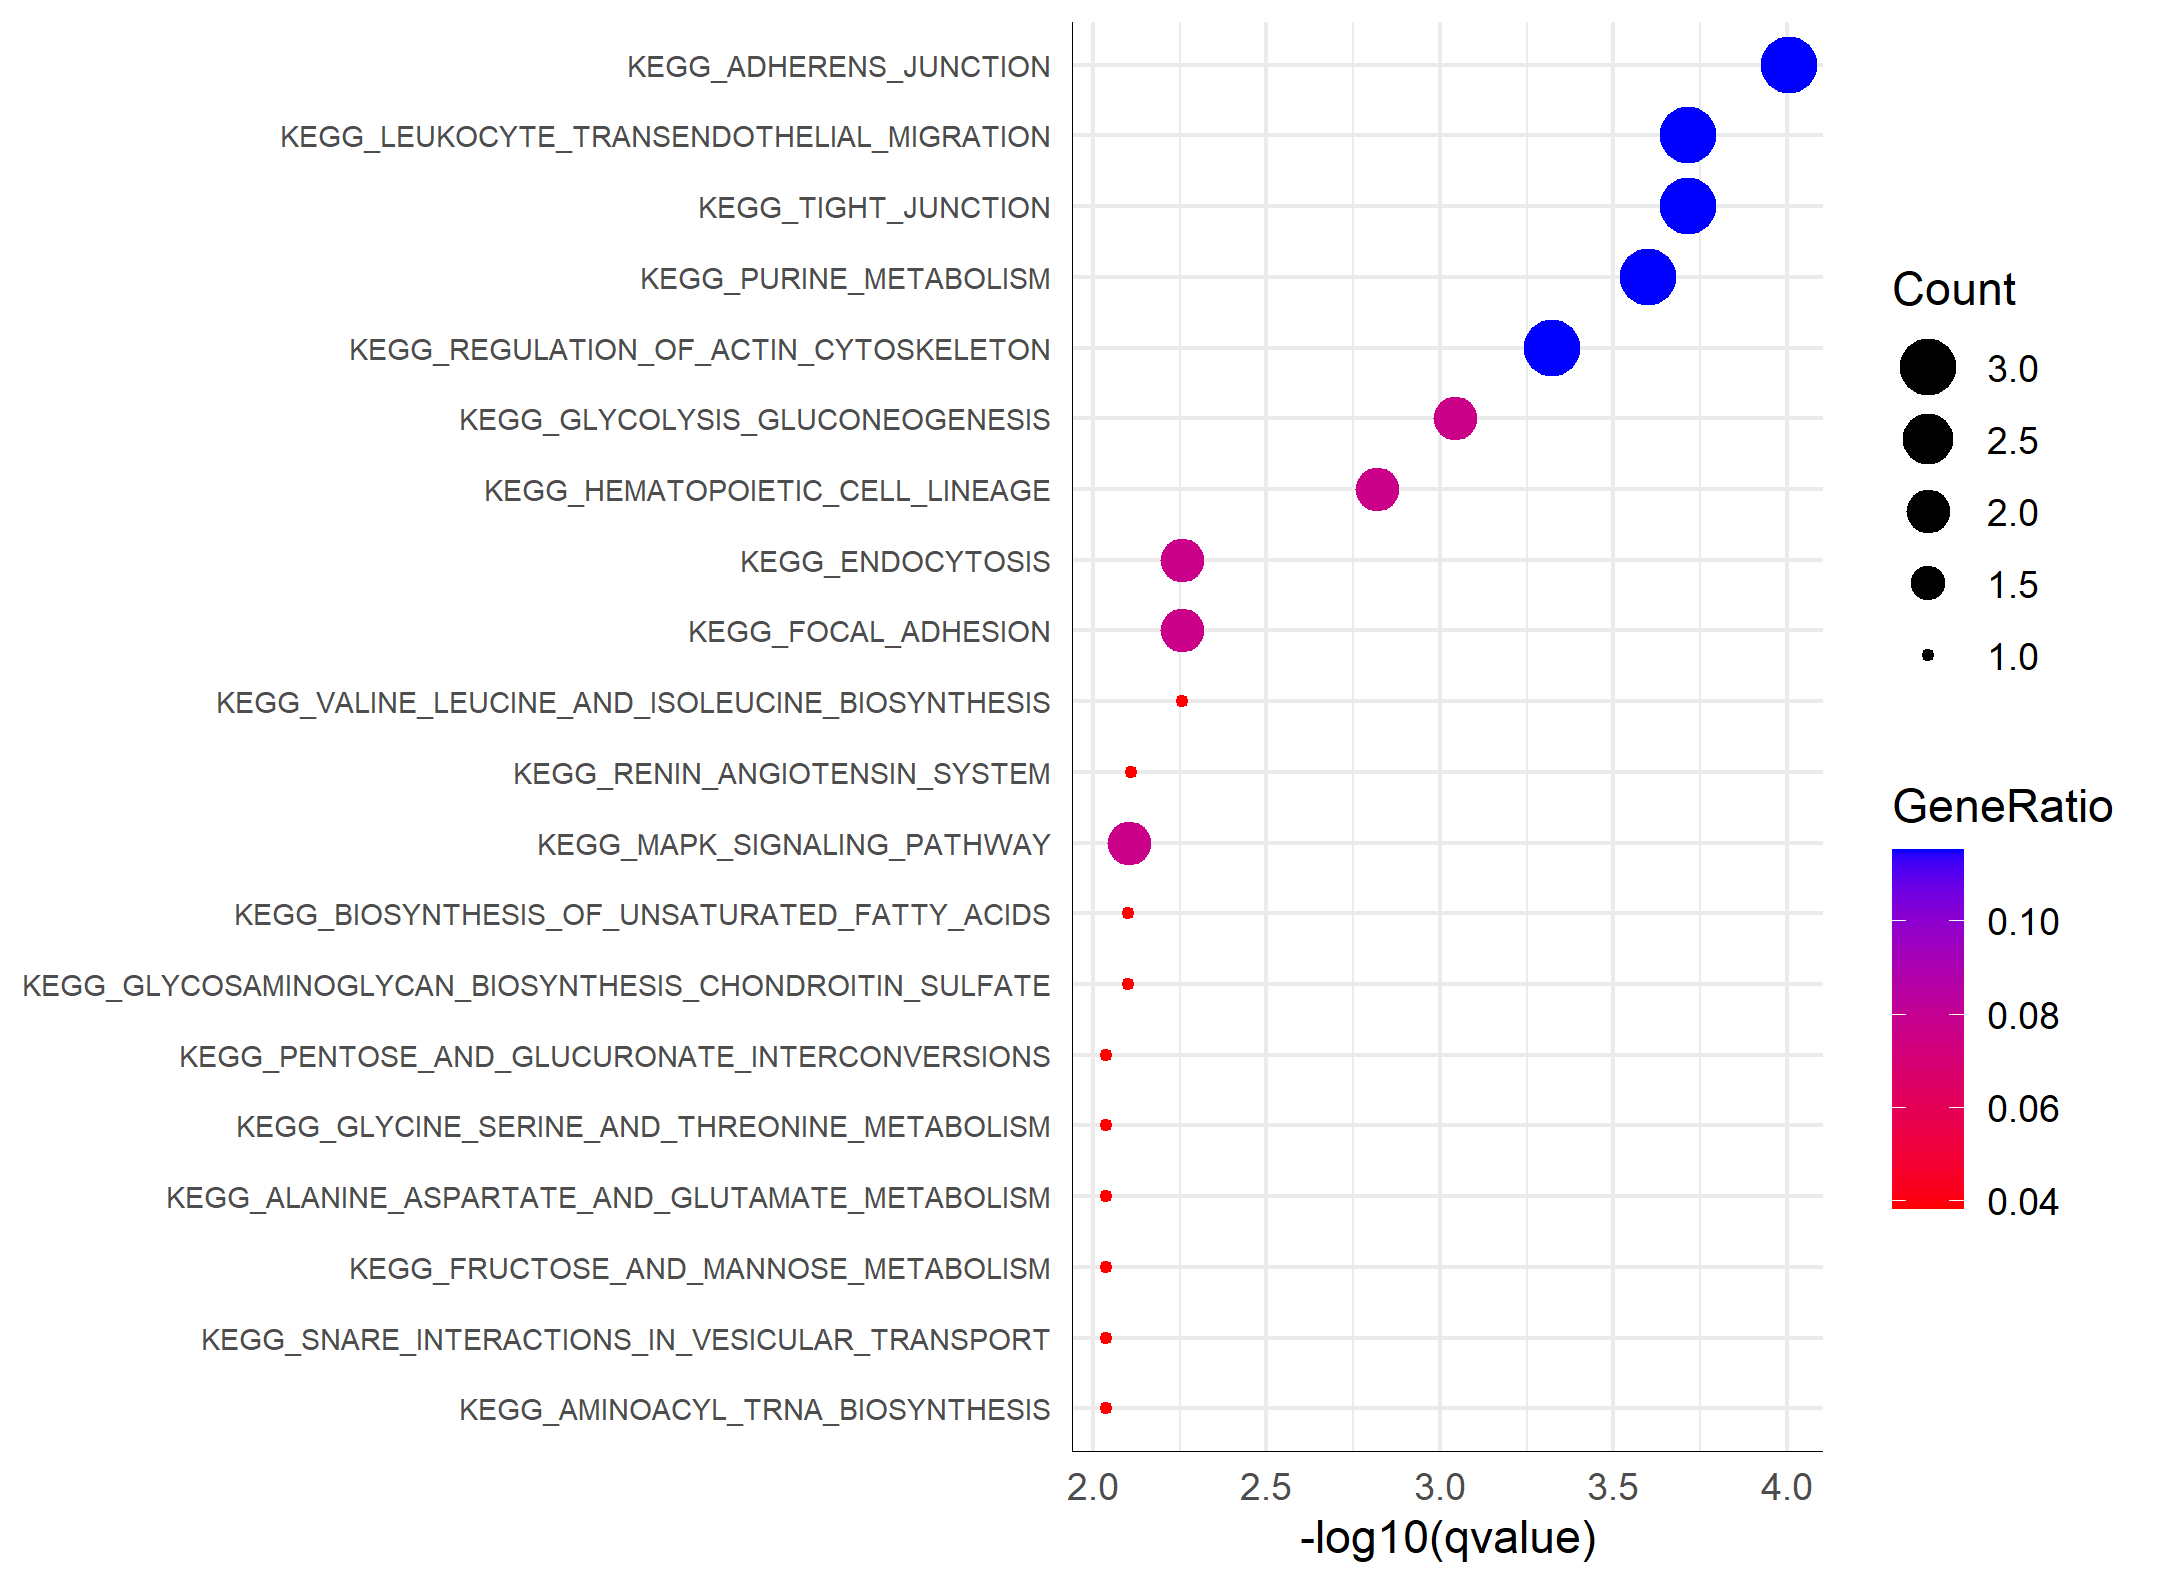 KEGG_ADHERENS_JUNCTION
KEGG_LEUKOCYTE_TRANSENDOTHELIAL_MIGRATION
KEGG_TIGHT_JUNCTION
KEGG_PURINE_METABOLISM
KEGG_REGULATION_OF_ACTIN_CYTOSKELETON
KEGG_GLYCOLYSIS_GLUCONEOGENESIS
KEGG_HEMATOPOIETIC_CELL_LINEAGE
KEGG_ENDOCYTOSIS
KEGG_FOCAL_ADHESION
KEGG_VALINE_LEUCINE_AND_ISOLEUCINE_BIOSYNTHESIS
KEGG_RENIN_ANGIOTENSIN_SYSTEM
KEGG_MAPK_SIGNALING_PATHWAY
KEGG_BIOSYNTHESIS_OF_UNSATURATED_FATTY_ACIDS
KEGG_GLYCOSAMINOGLYCAN_BIOSYNTHESIS_CHONDROITIN_SULFATE
KEGG_PENTOSE_AND_GLUCURONATE_INTERCONVERSIONS
KEGG_GLYCINE_SERINE_AND_THREONINE_METABOLISM
KEGG_ALANINE_ASPARTATE_AND_GLUTAMATE_METABOLISM
KEGG_FRUCTOSE_AND_MANNOSE_METABOLISM
KEGG_SNARE_INTERACTIONS_IN_VESICULAR_TRANSPORT
KEGG_AMINOACYL_TRNA_BIOSYNTHESIS
2.0 2.5 3.0 3.5 4.0
-log10(qvalue)
Count
3.0
2.5
2.0
1.5
1.0
GeneRatio
0.10
0.08
0.06
0.04